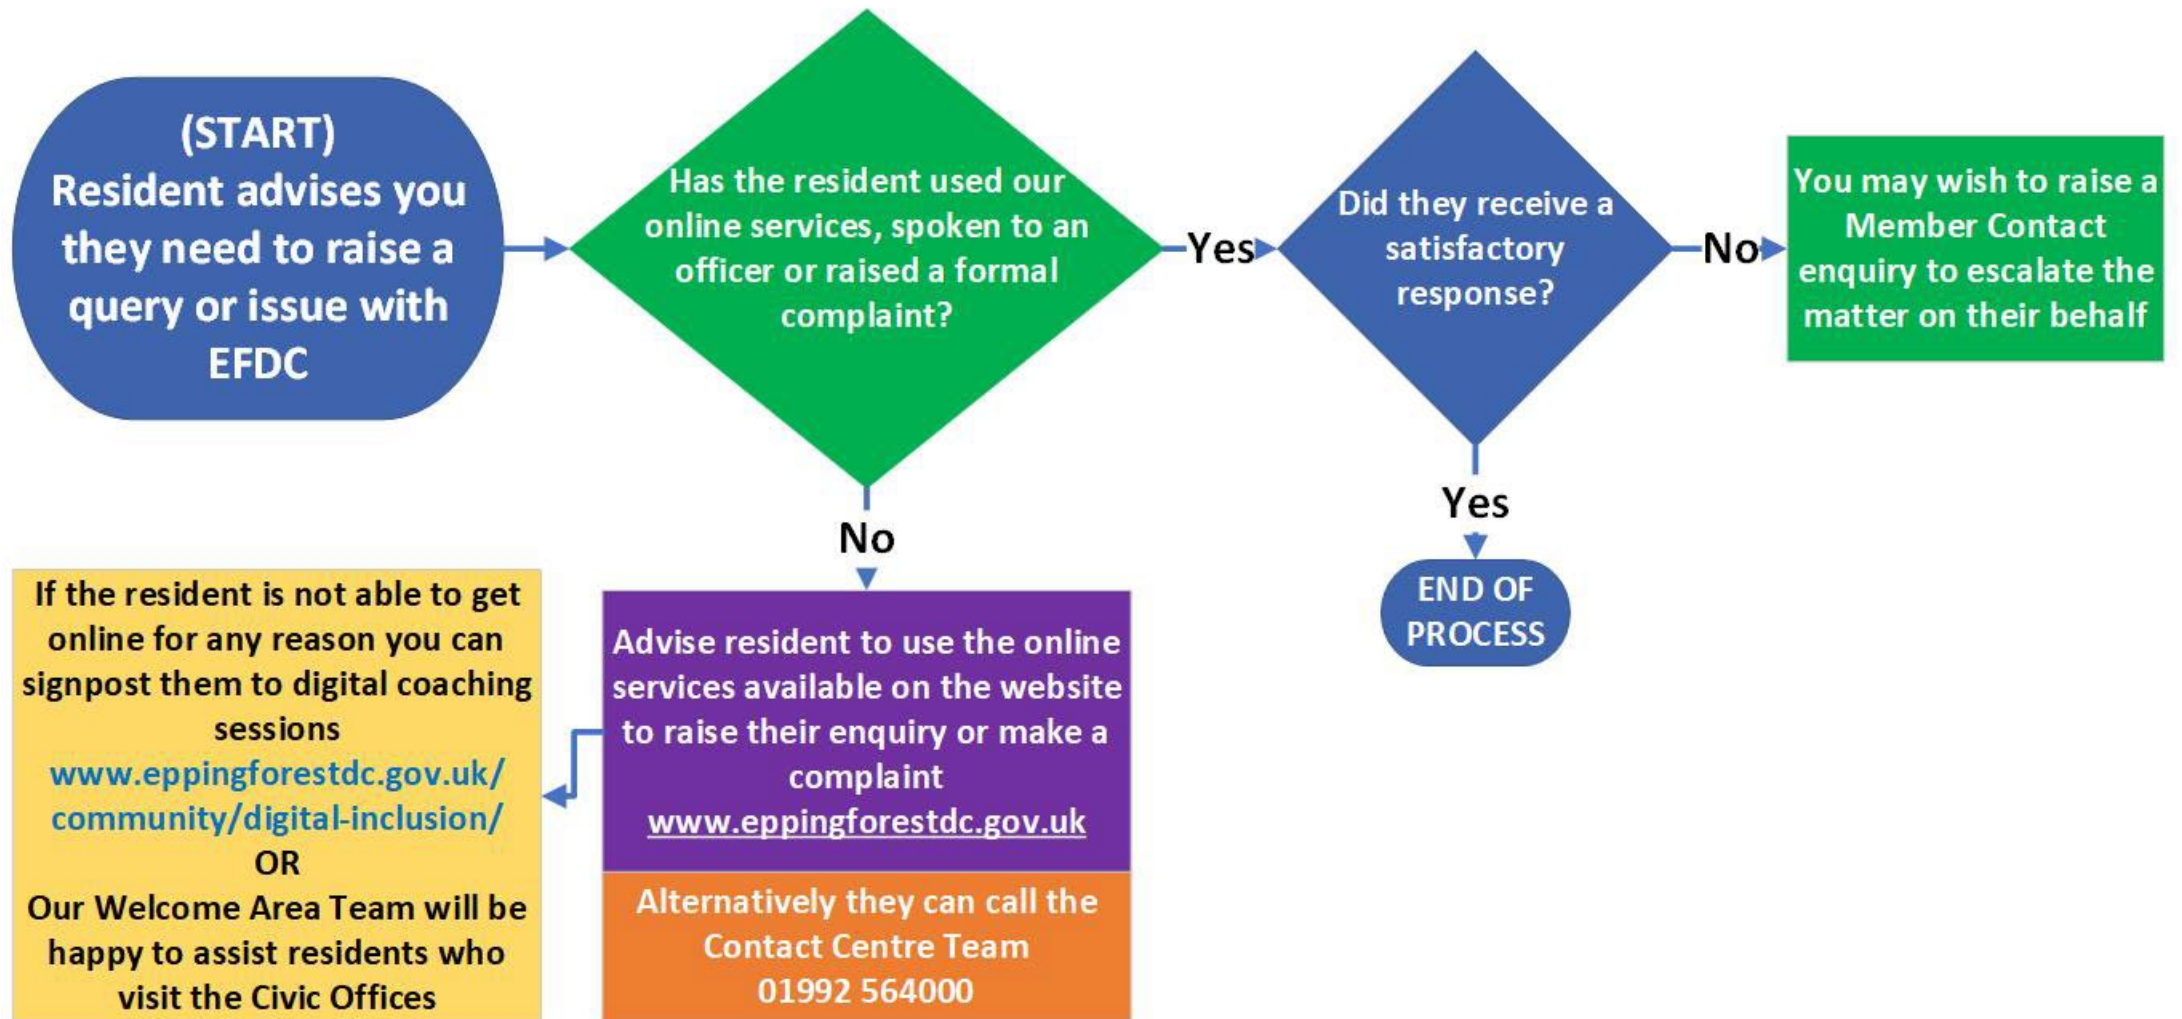 (START)
Resident advises you
they need to raise a
query or issue with
EFDC
Has the resident used our
online services, spoken to an
officer or raised a formal
complaint?
Yes
Did they receive a
satisfactory
response?
No
You may wish to raise a
Member Contact
enquiry to escalate the
matter on their behalf
Yes
END OF
PROCESS
No
Advise resident to use the online
services available on the website
to raise their enquiry or make a
complaint
www.eppingforestdc.gov.uk
Alternatively they can call the
Contact Centre Team
01992 564000
If the resident is not able to get
online for any reason you can
signpost them to digital coaching
sessions
www.eppingforestdc.gov.uk/
community/digital-inclusion/
OR
Our Welcome Area Team will be
happy to assist residents who
visit the Civic Offices